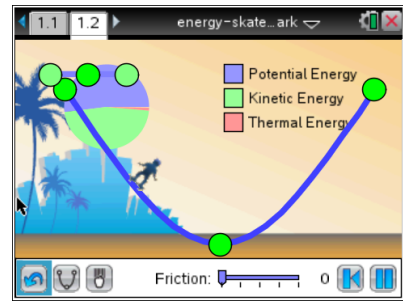 1.1 1.2 energy-skate...ark
Potential Energy
Kinetic Energy
Thermal Energy
Friction: 0